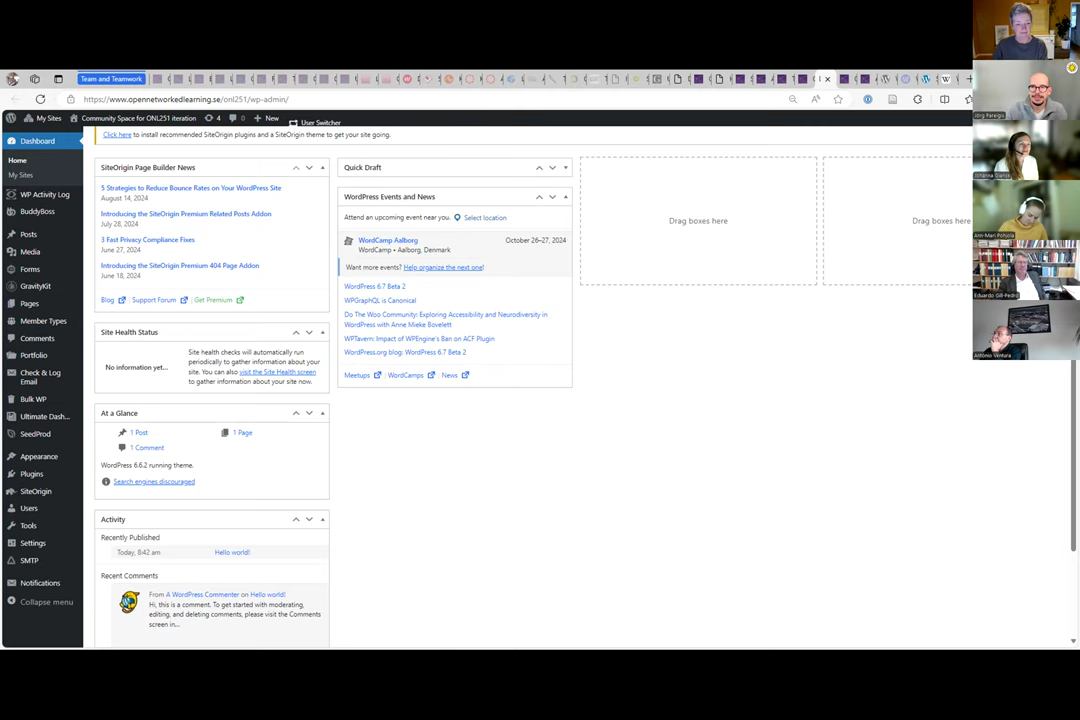 Team and Teamwork
https://www.opennetworkedlearning.se/onl251/wp-admin/
My Sites
Community Space for ONL251 iteration
4
0
New
User Switcher
Click here to install recommended SiteOrigin plugins and a SiteOrigin theme to get your site going.
Dashboard
Home
My Sites
WP Activity Log
BuddyBoss
Posts
Media
Forms
GravityKit
Pages
Member Types
Comments
Portfolio
Check & Log
Email
Bulk WP
Ultimate Dash...
SeedProd
Appearance
Plugins
SiteOrigin
Users
Tools
Settings
SMTP
Notifications
Collapse menu
SiteOrigin Page Builder News
5 Strategies to Reduce Bounce Rates on Your WordPress Site
August 14, 2024
Introducing the SiteOrigin Premium Related Posts Addon
July 28, 2024
3 Fast Privacy Compliance Fixes
June 27, 2024
Introducing the SiteOrigin Premium 404 Page Addon
June 18, 2024
Blog | Support Forum | Get Premium
Site Health Status
No information yet...
Site health checks will automatically run
periodically to gather information about your
site. You can also visit the Site Health screen
to gather information about your site now.
At a Glance
1 Post
1 Page
1 Comment
WordPress 6.6.2 running theme.
Search engines discouraged
Activity
Recently Published
Today, 8:42 am
Hello world!
Recent Comments
From A WordPress Commenter on Hello world!
Hi, this is a comment. To get started with moderating,
editing, and deleting comments, please visit the Comments
screen in...
Quick Draft
WordPress Events and News
Attend an upcoming event near you.
Select location
WordCamp Aalborg
October 26–27, 2024
WordCamp • Aalborg, Denmark
Want more events? Help organize the next one!
WordPress 6.7 Beta 2
WPGraphQL is Canonical
Do The Woo Community: Exploring Accessibility and Neurodiversity in
WordPress with Anne Mieke Bovelett
WPTavern: Impact of WPEngine's Ban on ACF Plugin
WordPress.org blog: WordPress 6.7 Beta 2
Meetups | WordCamps | News
Drag boxes here
Drag boxes here
Jörg Pareigis
Ann-Mari Pohjola
Eduardo Gill-Pedro
António Ventura